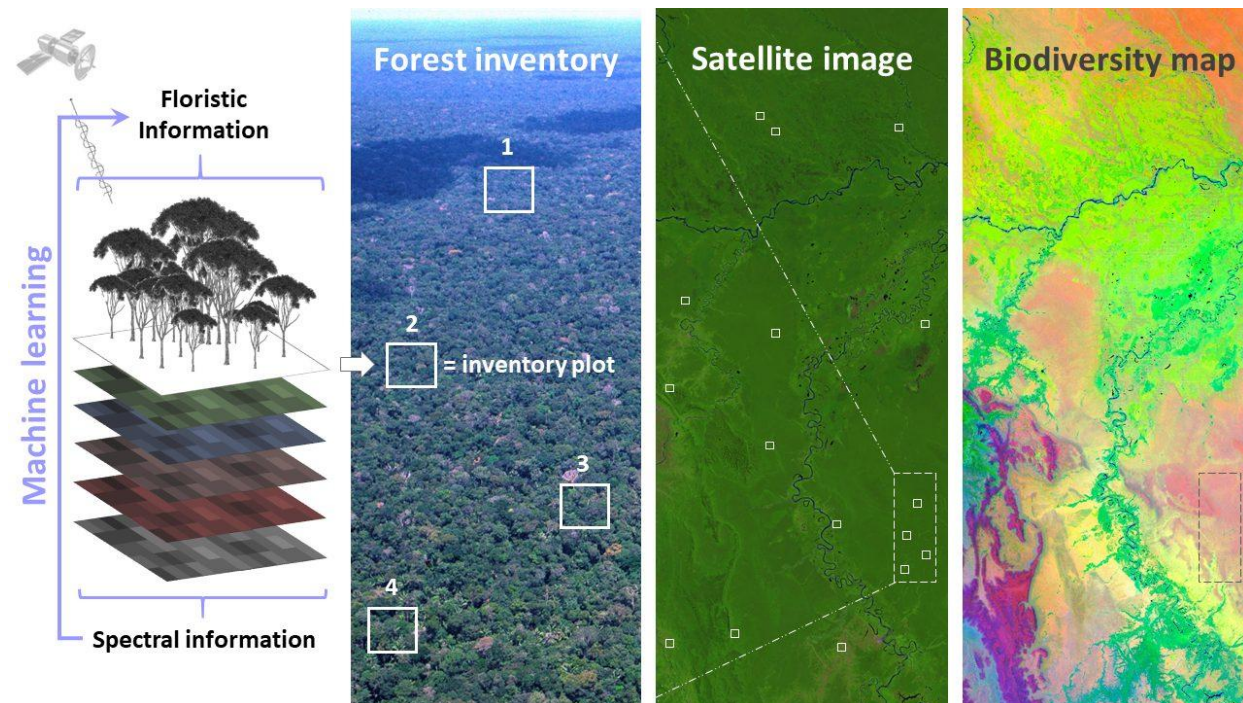 Floristic
Information
Machine learning
Spectral information
Forest inventory
1
2
= inventory plot
3
4
Satellite image
Biodiversity map